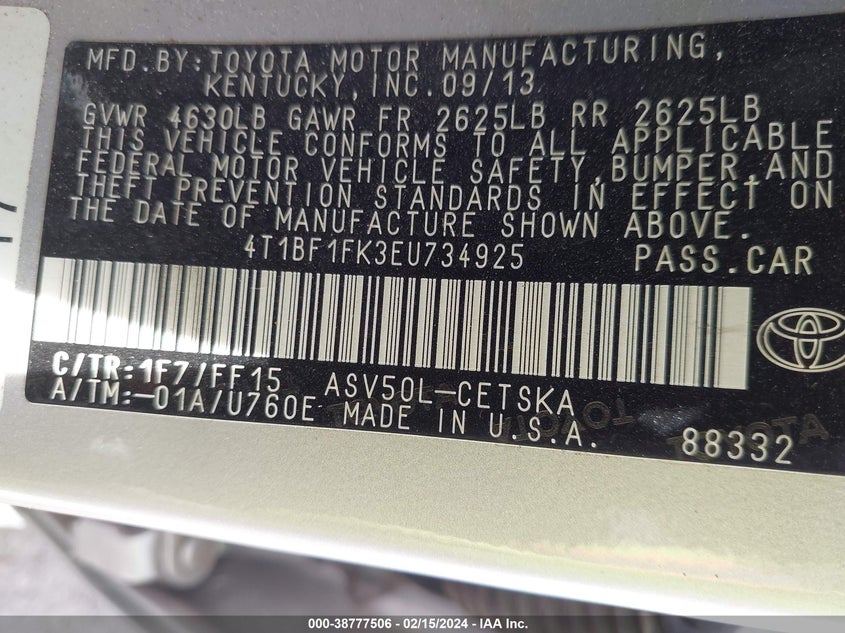 MFD. BY: TOYOTA MOTOR MANUFACTURING,
KENTUCKY, INC. 09/13
GVWR 4630LB GAWR FR 2625LB RR 2625LB
THIS VEHICLE CONFORMS TO ALL APPLICABLE
FEDERAL MOTOR VEHICLE SAFETY, BUMPER, AND
THEFT PREVENTION STANDARDS IN EFFECT ON
THE DATE OF MANUFACTURE SHOWN ABOVE.
4T1BF1FK3EU734925 PASS. CAR
C/TR: 1F7/FF15 ASV50L-CETSKA
A/TM: -01A/U760E MADE IN U.S.A.
88332
TOYOTA
000-38777506 - 02/15/2024 - IAA Inc.